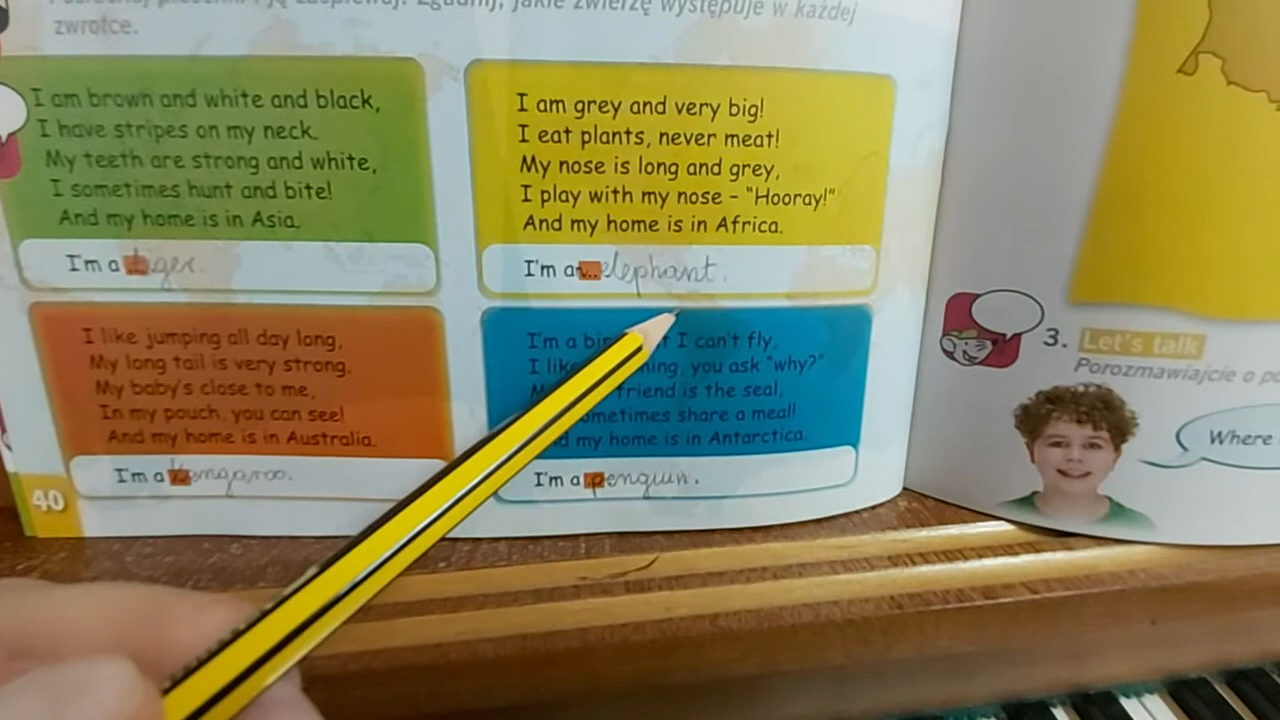 zwrotce.
występuje w każdej
I am brown and white and black,
I have stripes on my neck.
My teeth are strong and white,
I sometimes hunt and bite!
And my home is in Asia.
I'm a tiger.
I am grey and very big!
I eat plants, never meat!
My nose is long and grey,
I play with my nose – "Hooray!"
And my home is in Africa.
I'm an... elephant.
I like jumping all day long,
My long tail is very strong.
My baby's close to me,
In my pouch, you can see!
And my home is in Australia.
I'm a kangaroo.
I'm a I can't fly,
I you ask "why?"
friend is the seal,
share a meal!
my home is in Antarctica.
I'm a penguin.
40
3. Let's talk
Porozmawiajcie o
Where